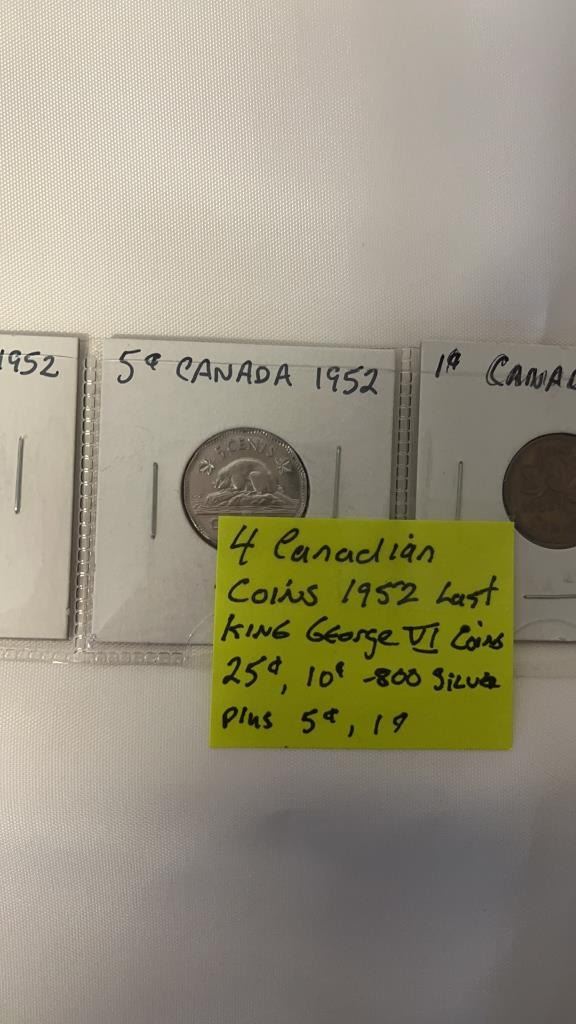 1952
5¢ CANADA 1952
1¢ CANAD
5 CENTS
4 Canadian
Coins 1952 Last
KING George VI Coins
25¢, 10¢ -800 Silver
plus 5¢, 1¢